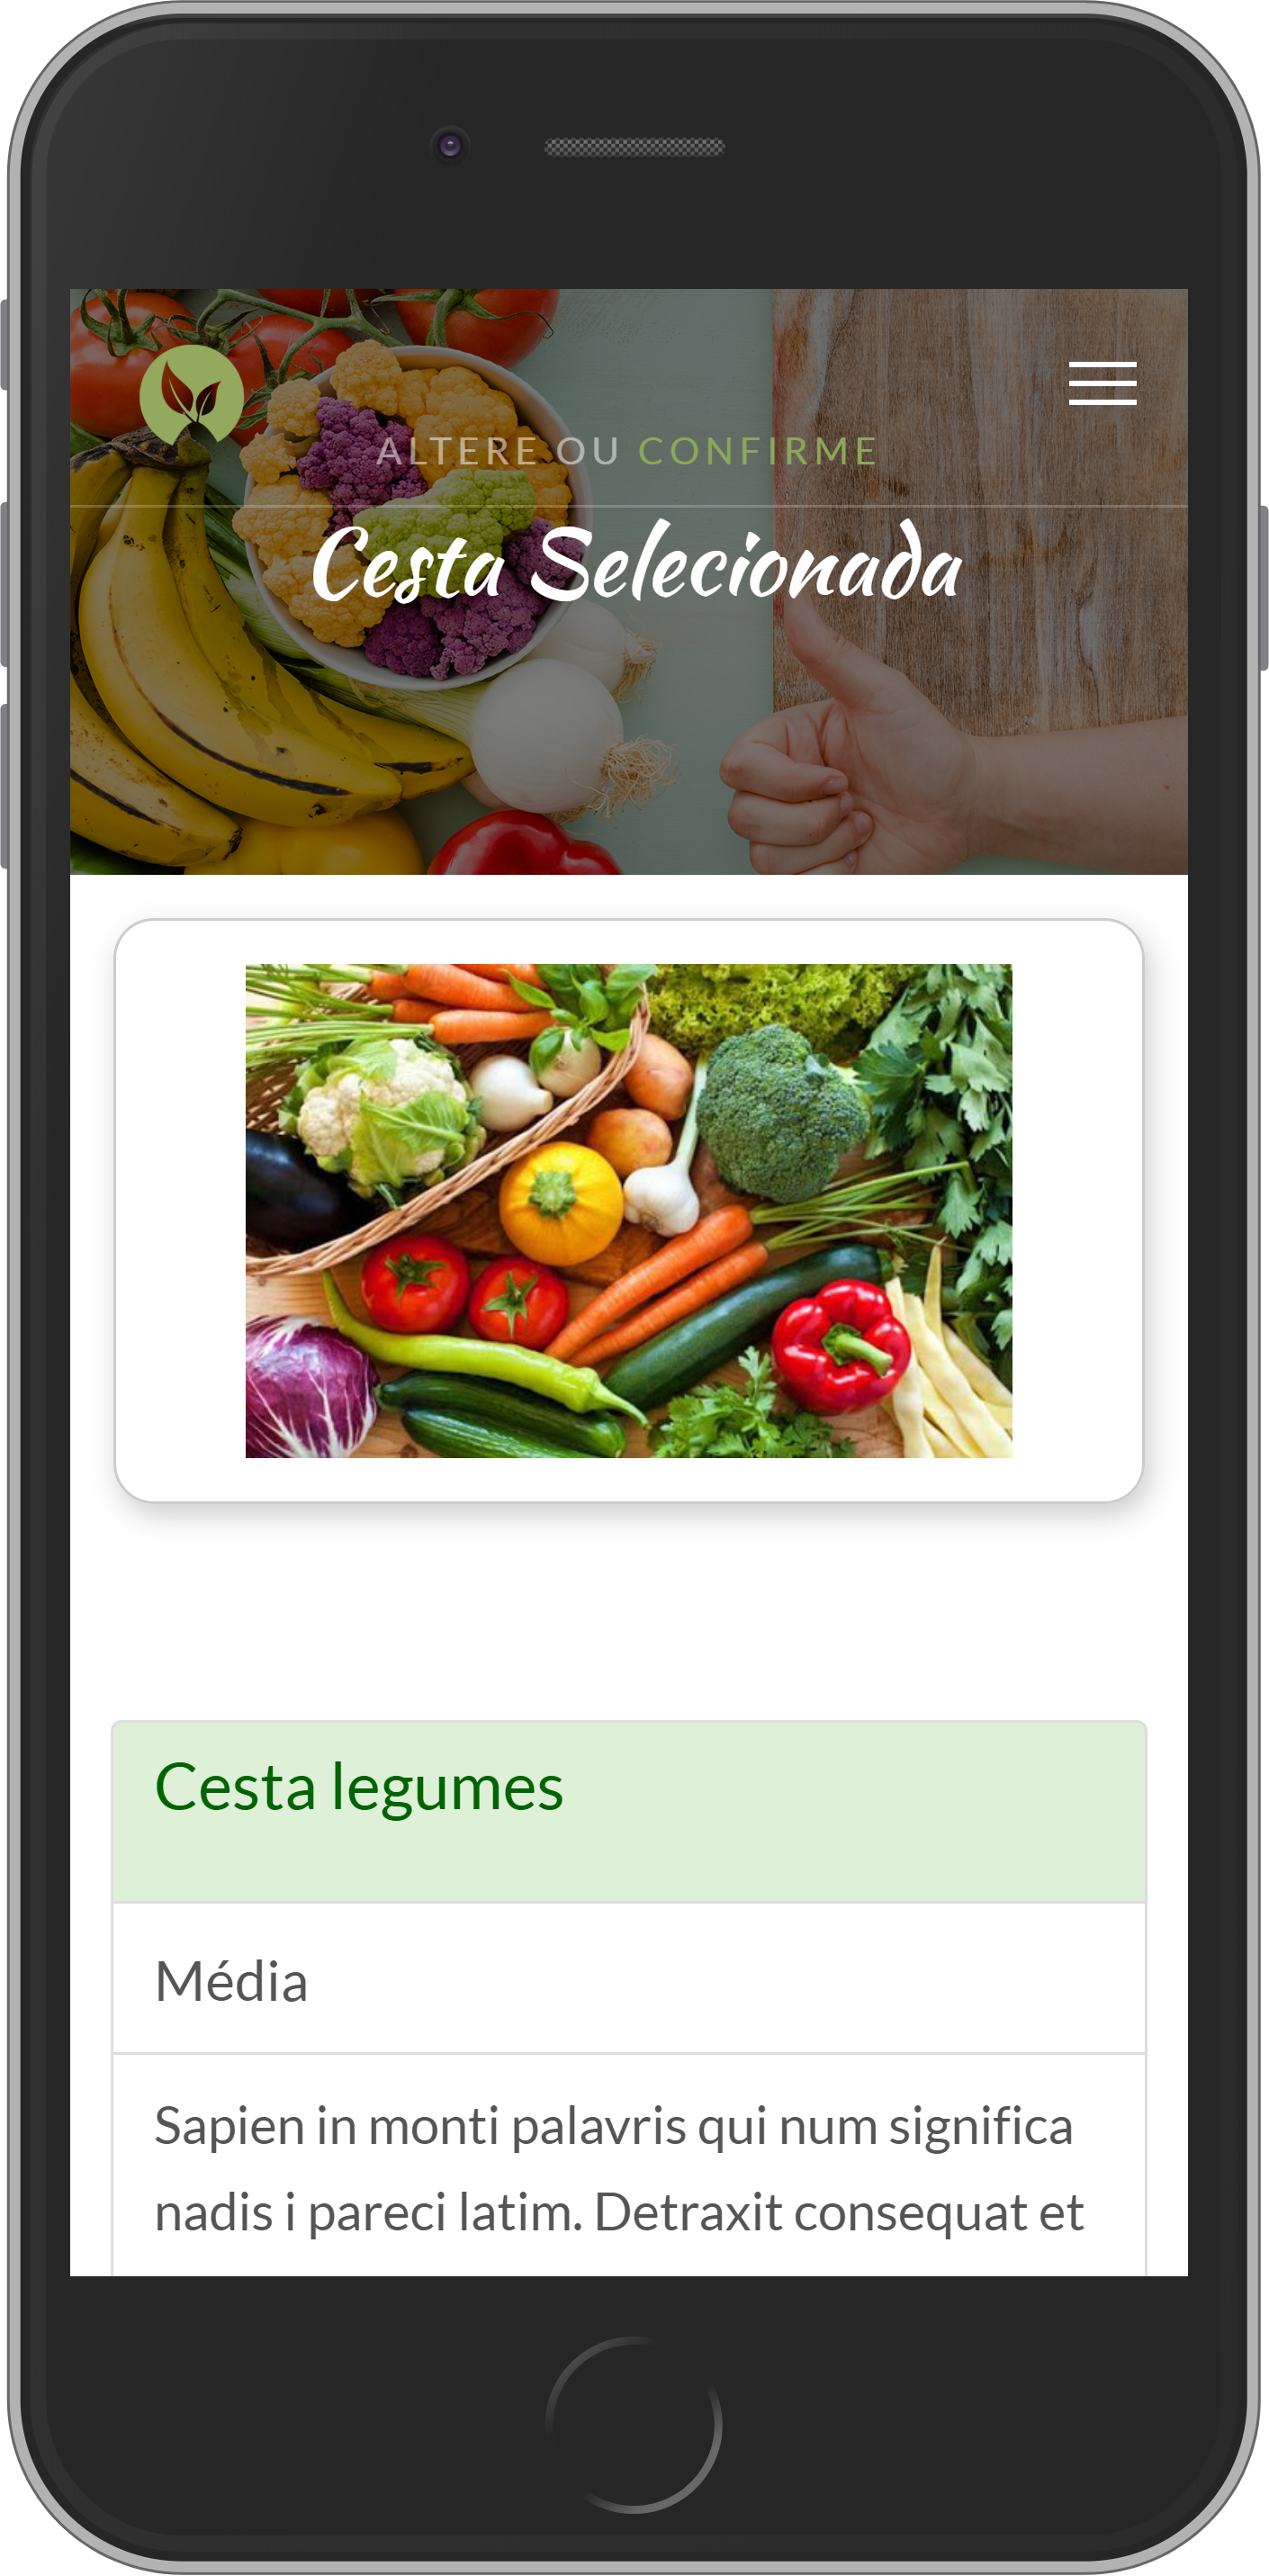 ALTERE OU CONFIRME
Cesta Selecionada
Cesta legumes
Média
Sapien in monti palavris qui num significa
nadis i pareci latim. Detraxit consequat et